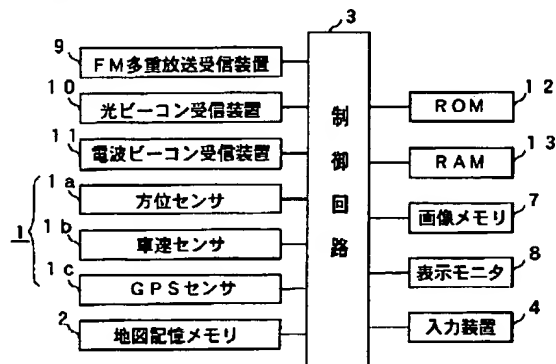 3
9
FM多重放送受信装置
10
光ビーコン受信装置
11
電波ビーコン受信装置
1
1a
方位センサ
1b
車速センサ
1c
GPSセンサ
2
地図記憶メモリ
制御回路
12
ROM
13
RAM
7
画像メモリ
8
表示モニタ
4
入力装置